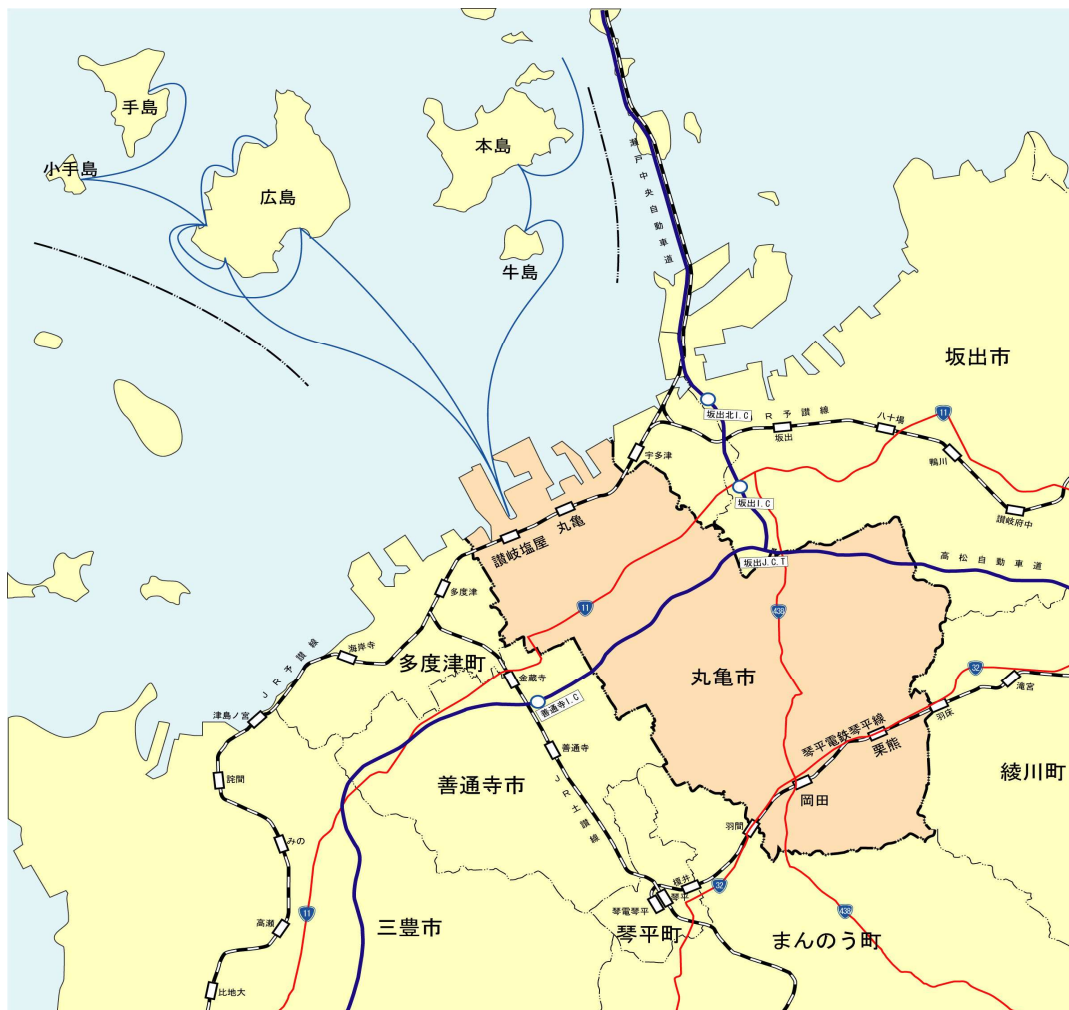 手島
小手島
広島
本島
牛島
瀬戸中央自動車道
坂出市
坂出北I.C
R予讃線
八十場
11
坂出
鴨川
宇多津
坂出I.C
讃岐府中
丸亀
讃岐塩屋
坂出J.C.T
高松自動車道
多度津
11
438
JR予讃線
海岸寺
多度津町
金蔵寺
丸亀市
32
滝宮
善通寺I.C
津島ノ宮
羽床
琴平電鉄琴平線
栗熊
善通寺
詫間
善通寺市
JR土讃線
綾川町
岡田
羽間
みの
榎井
32
琴平
琴電琴平
11
438
高瀬
三豊市
琴平町
まんのう町
比地大